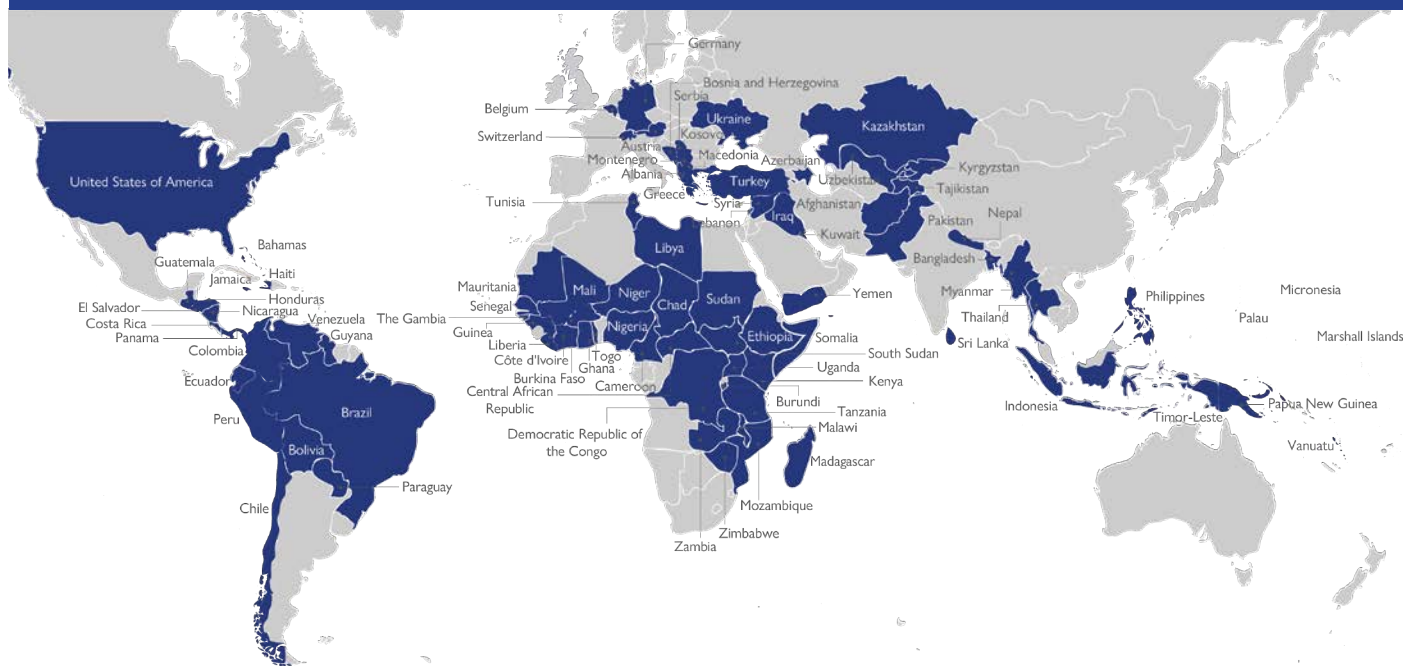 Germany
Bosnia and Herzegovina
Serbia
Belgium
Ukraine
Kazakhstan
Switzerland
Kosovo
Austria
Montenegro
Macedonia
Azerbaijan
Kyrgyzstan
Albania
United States of America
Turkey
Uzbekistan
Tajikistan
Greece
Tunisia
Syria
Afghanistan
Iraq
Pakistan
Nepal
Lebanon
Kuwait
Bahamas
Libya
Bangladesh
Guatemala
Haiti
Jamaica
Mauritania
Mali
Niger
Yemen
Myanmar
Philippines
Micronesia
Honduras
El Salvador
Nicaragua
Senegal
Chad
Sudan
Thailand
Palau
Costa Rica
Venezuela
The Gambia
Nigeria
Panama
Guyana
Guinea
Ethiopia
Somalia
Sri Lanka
Marshall Islands
Colombia
Liberia
Côte d'Ivoire
Togo
South Sudan
Ghana
Uganda
Ecuador
Burkina Faso
Cameroon
Kenya
Central African
Republic
Burundi
Indonesia
Papua New Guinea
Brazil
Peru
Tanzania
Timor-Leste
Malawi
Democratic Republic of
the Congo
Vanuatu
Bolivia
Madagascar
Paraguay
Chile
Mozambique
Zimbabwe
Zambia